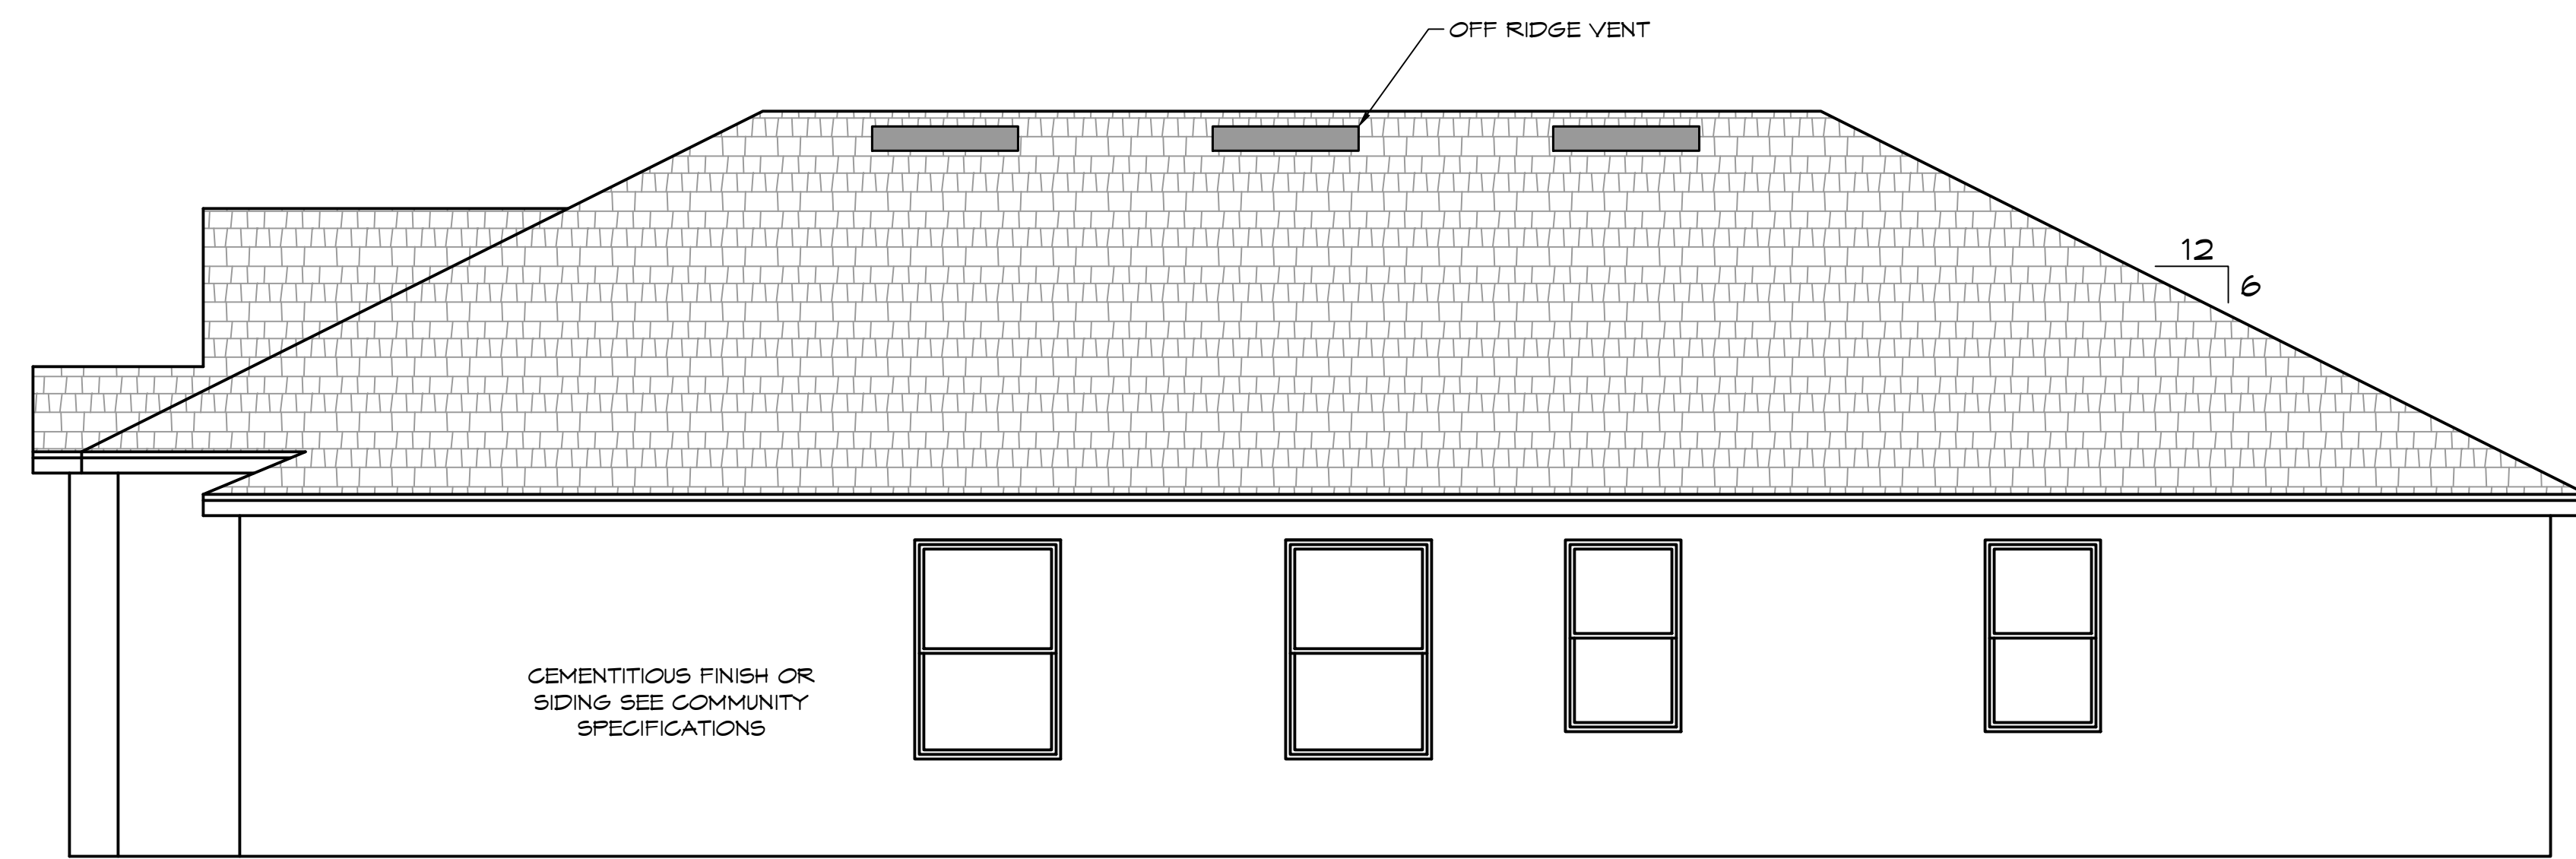 OFF RIDGE VENT
12
6
CEMENTITIOUS FINISH OR
SIDING SEE COMMUNITY
SPECIFICATIONS